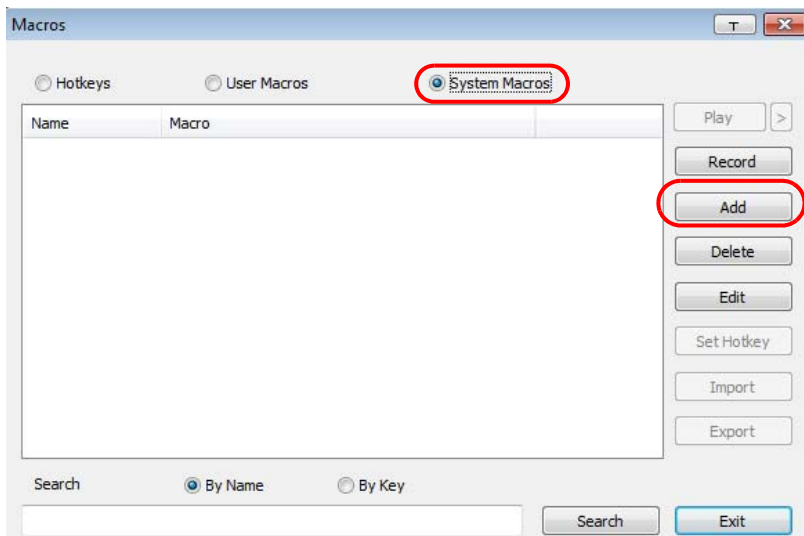 Macros
Hotkeys User Macros System Macros
Name Macro
Play >
Record
Add
Delete
Edit
Set Hotkey
Import
Export
Search By Name By Key
Search Exit